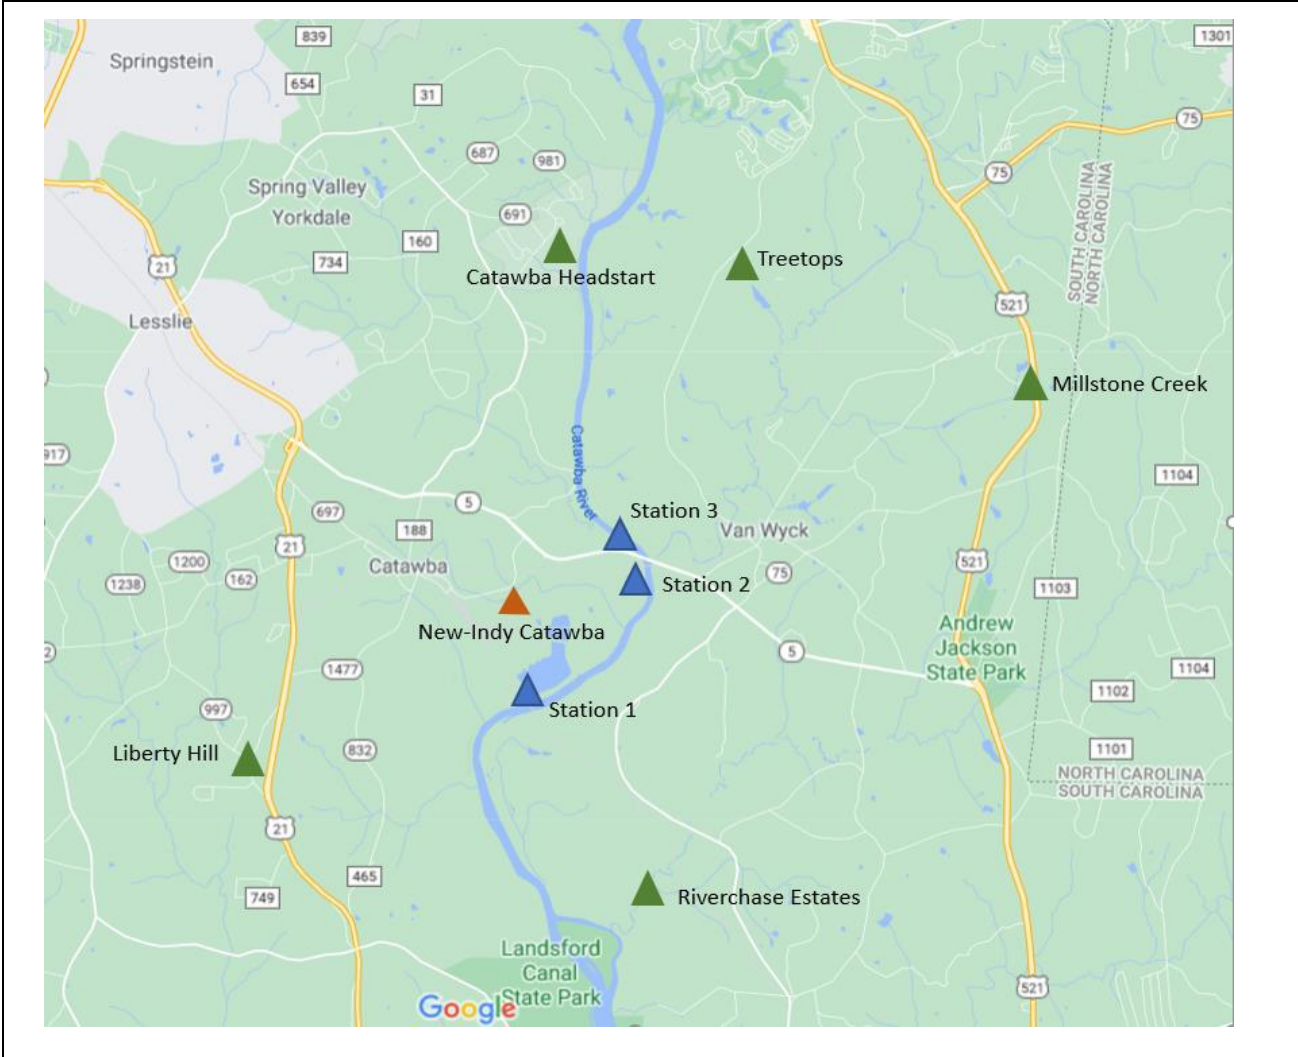 839
1301
Springstein
654
31
75
687
981
75
Spring Valley
Yorkdale
691
SOUTH CAROLINA
NORTH CAROLINA
160
734
21
Catawba Headstart
Treetops
521
Lesslie
Millstone Creek
917
Catawba River
1104
5
697
Station 3
188
Van Wyck
21
1200
Catawba
521
1238
162
Station 2
75
1103
New-Indy Catawba
Andrew
Jackson
State Park
2
5
1477
1104
1102
997
Station 1
Liberty Hill
832
1101
NORTH CAROLINA
SOUTH CAROLINA
21
465
749
Riverchase Estates
Landsford
Canal
State Park
Google
521